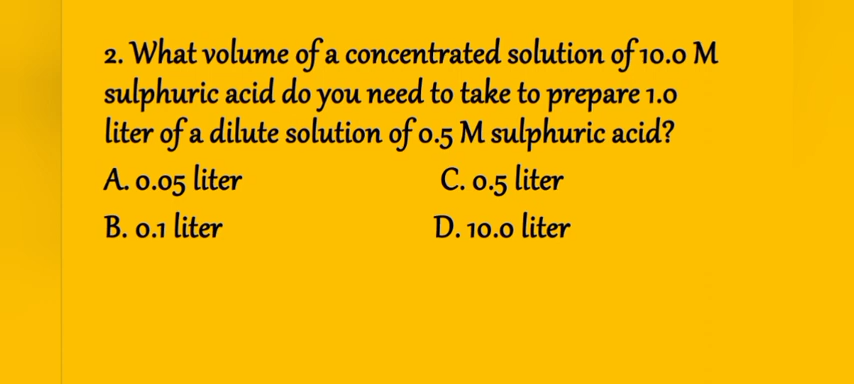 2. What volume of a concentrated solution of 10.0 M
sulphuric acid do you need to take to prepare 1.0
liter of a dilute solution of 0.5 M sulphuric acid?
A. 0.05 liter C. 0.5 liter
B. 0.1 liter D. 10.0 liter